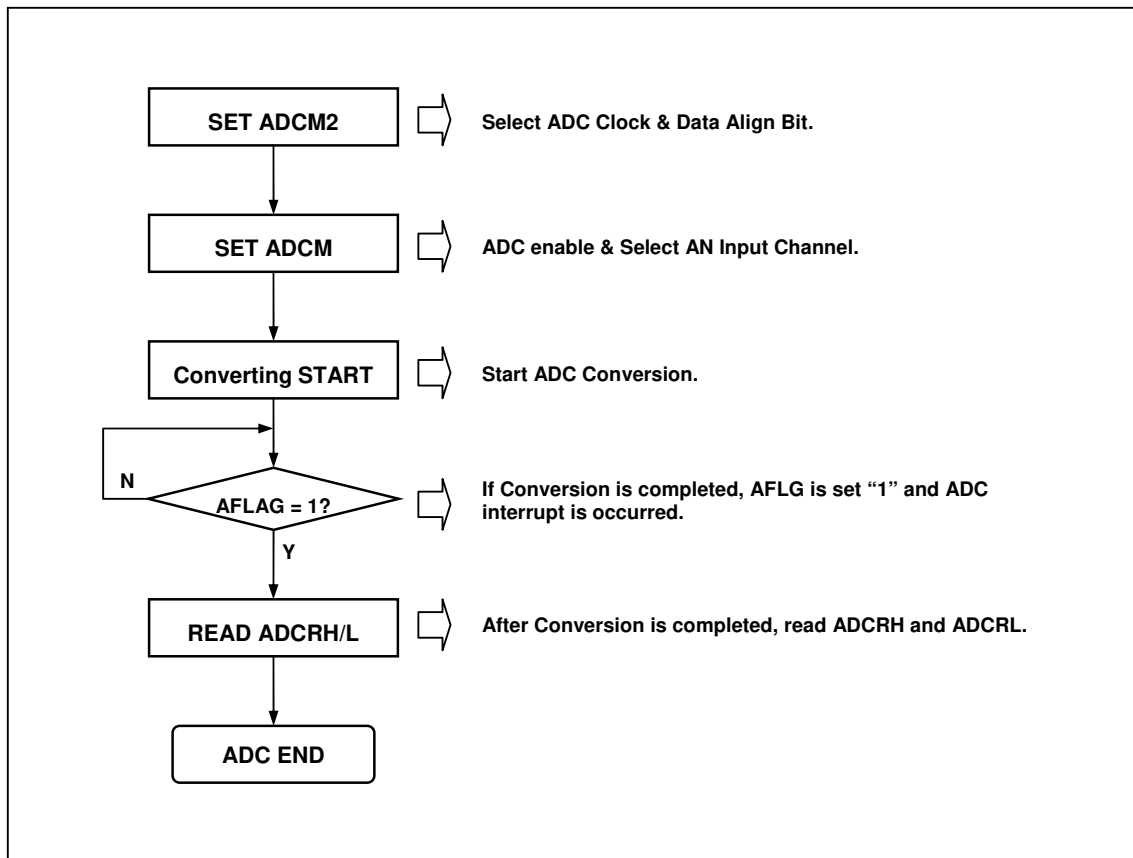 SET ADCM2
Select ADC Clock & Data Align Bit.
SET ADCM
ADC enable & Select AN Input Channel.
Converting START
Start ADC Conversion.
N
AFLAG = 1?
If Conversion is completed, AFLG is set “1” and ADC
interrupt is occurred.
Y
READ ADCRH/L
After Conversion is completed, read ADCRH and ADCRL.
ADC END